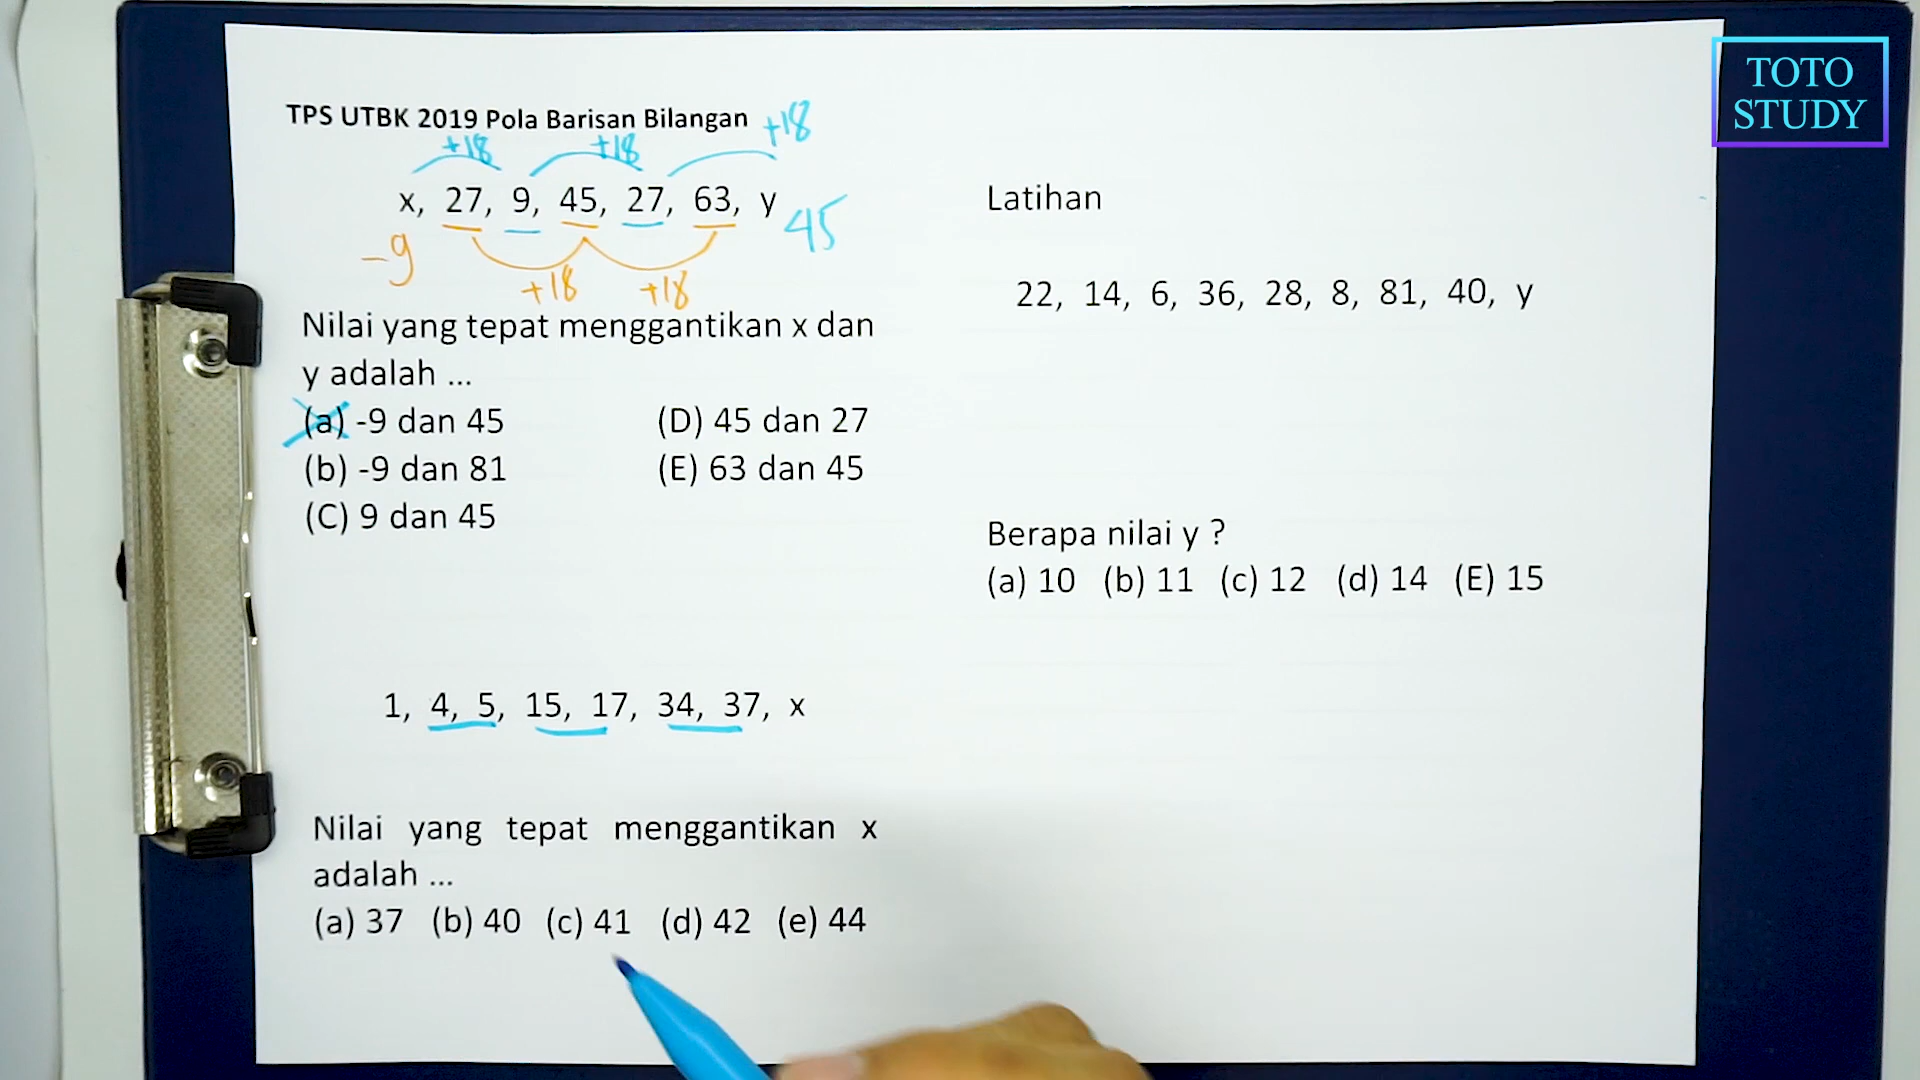 TOTO
STUDY
TPS UTBK 2019 Pola Barisan Bilangan
+18
+18 +18
x, 27, 9, 45, 27, 63, y
45
-9
+18 +18
Nilai yang tepat menggantikan x dan
y adalah ...
(a) -9 dan 45 (D) 45 dan 27
(b) -9 dan 81 (E) 63 dan 45
(C) 9 dan 45
1, 4, 5, 15, 17, 34, 37, x
Nilai yang tepat menggantikan x
adalah ...
(a) 37 (b) 40 (c) 41 (d) 42 (e) 44
Latihan
22, 14, 6, 36, 28, 8, 81, 40, y
Berapa nilai y ?
(a) 10 (b) 11 (c) 12 (d) 14 (E) 15